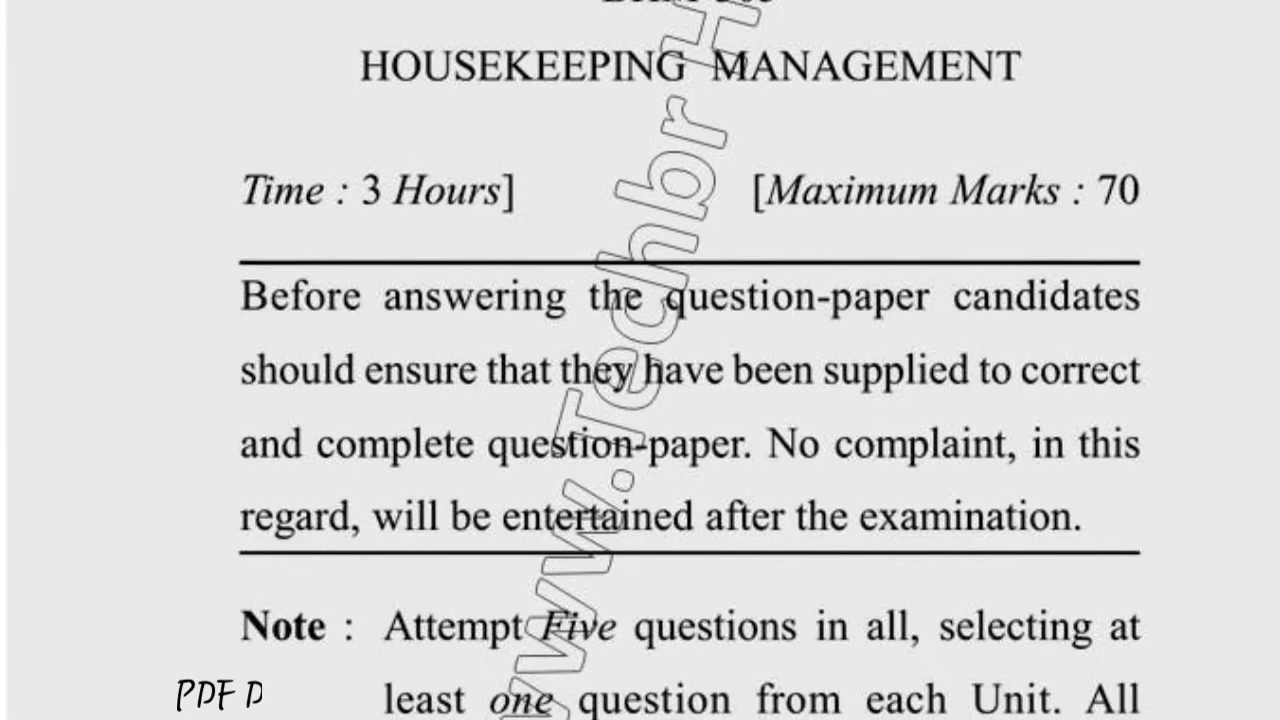 HOUSEKEEPING MANAGEMENT
Time : 3 Hours] [Maximum Marks : 70
Before answering the question-paper candidates
should ensure that they have been supplied to correct
and complete question-paper. No complaint, in this
regard, will be entertained after the examination.
Note : Attempt Five questions in all, selecting at
least one question from each Unit. All
PDF D
ww.Techbr H